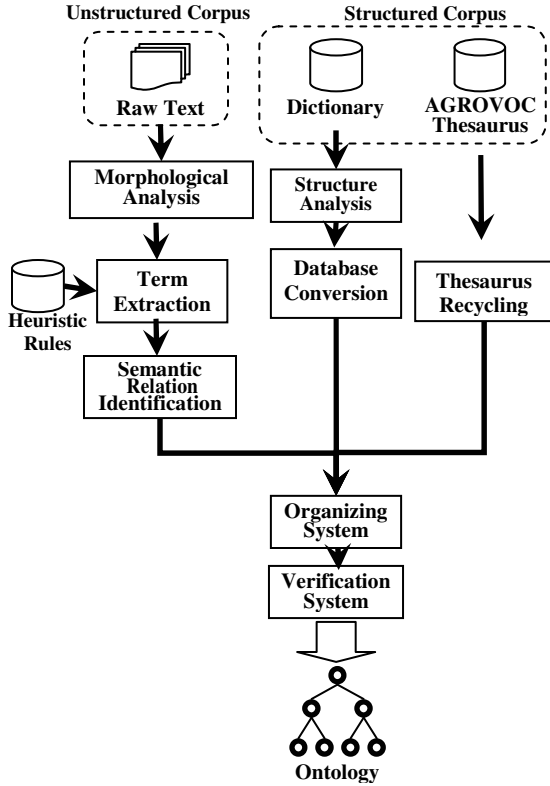 Unstructured Corpus
Structured Corpus
Raw Text
Dictionary
AGROVOC
Thesaurus
Morphological
Analysis
Structure
Analysis
Heuristic
Rules
Term
Extraction
Database
Conversion
Thesaurus
Recycling
Semantic
Relation
Identification
Organizing
System
Verification
System
Ontology